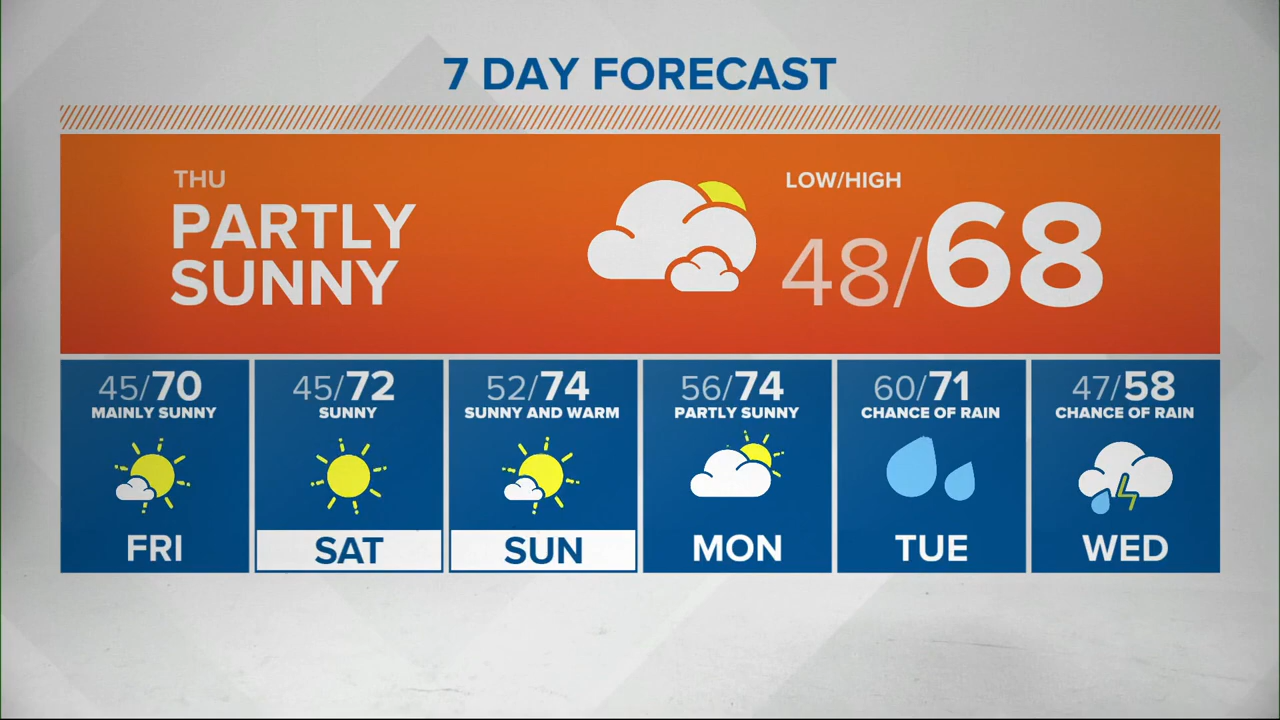 7 DAY FORECAST
THU
PARTLY
SUNNY
LOW/HIGH
48/68
45/70
MAINLY SUNNY
FRI
45/72
SUNNY
SAT
52/74
SUNNY AND WARM
SUN
56/74
PARTLY SUNNY
MON
60/71
CHANCE OF RAIN
TUE
47/58
CHANCE OF RAIN
WED